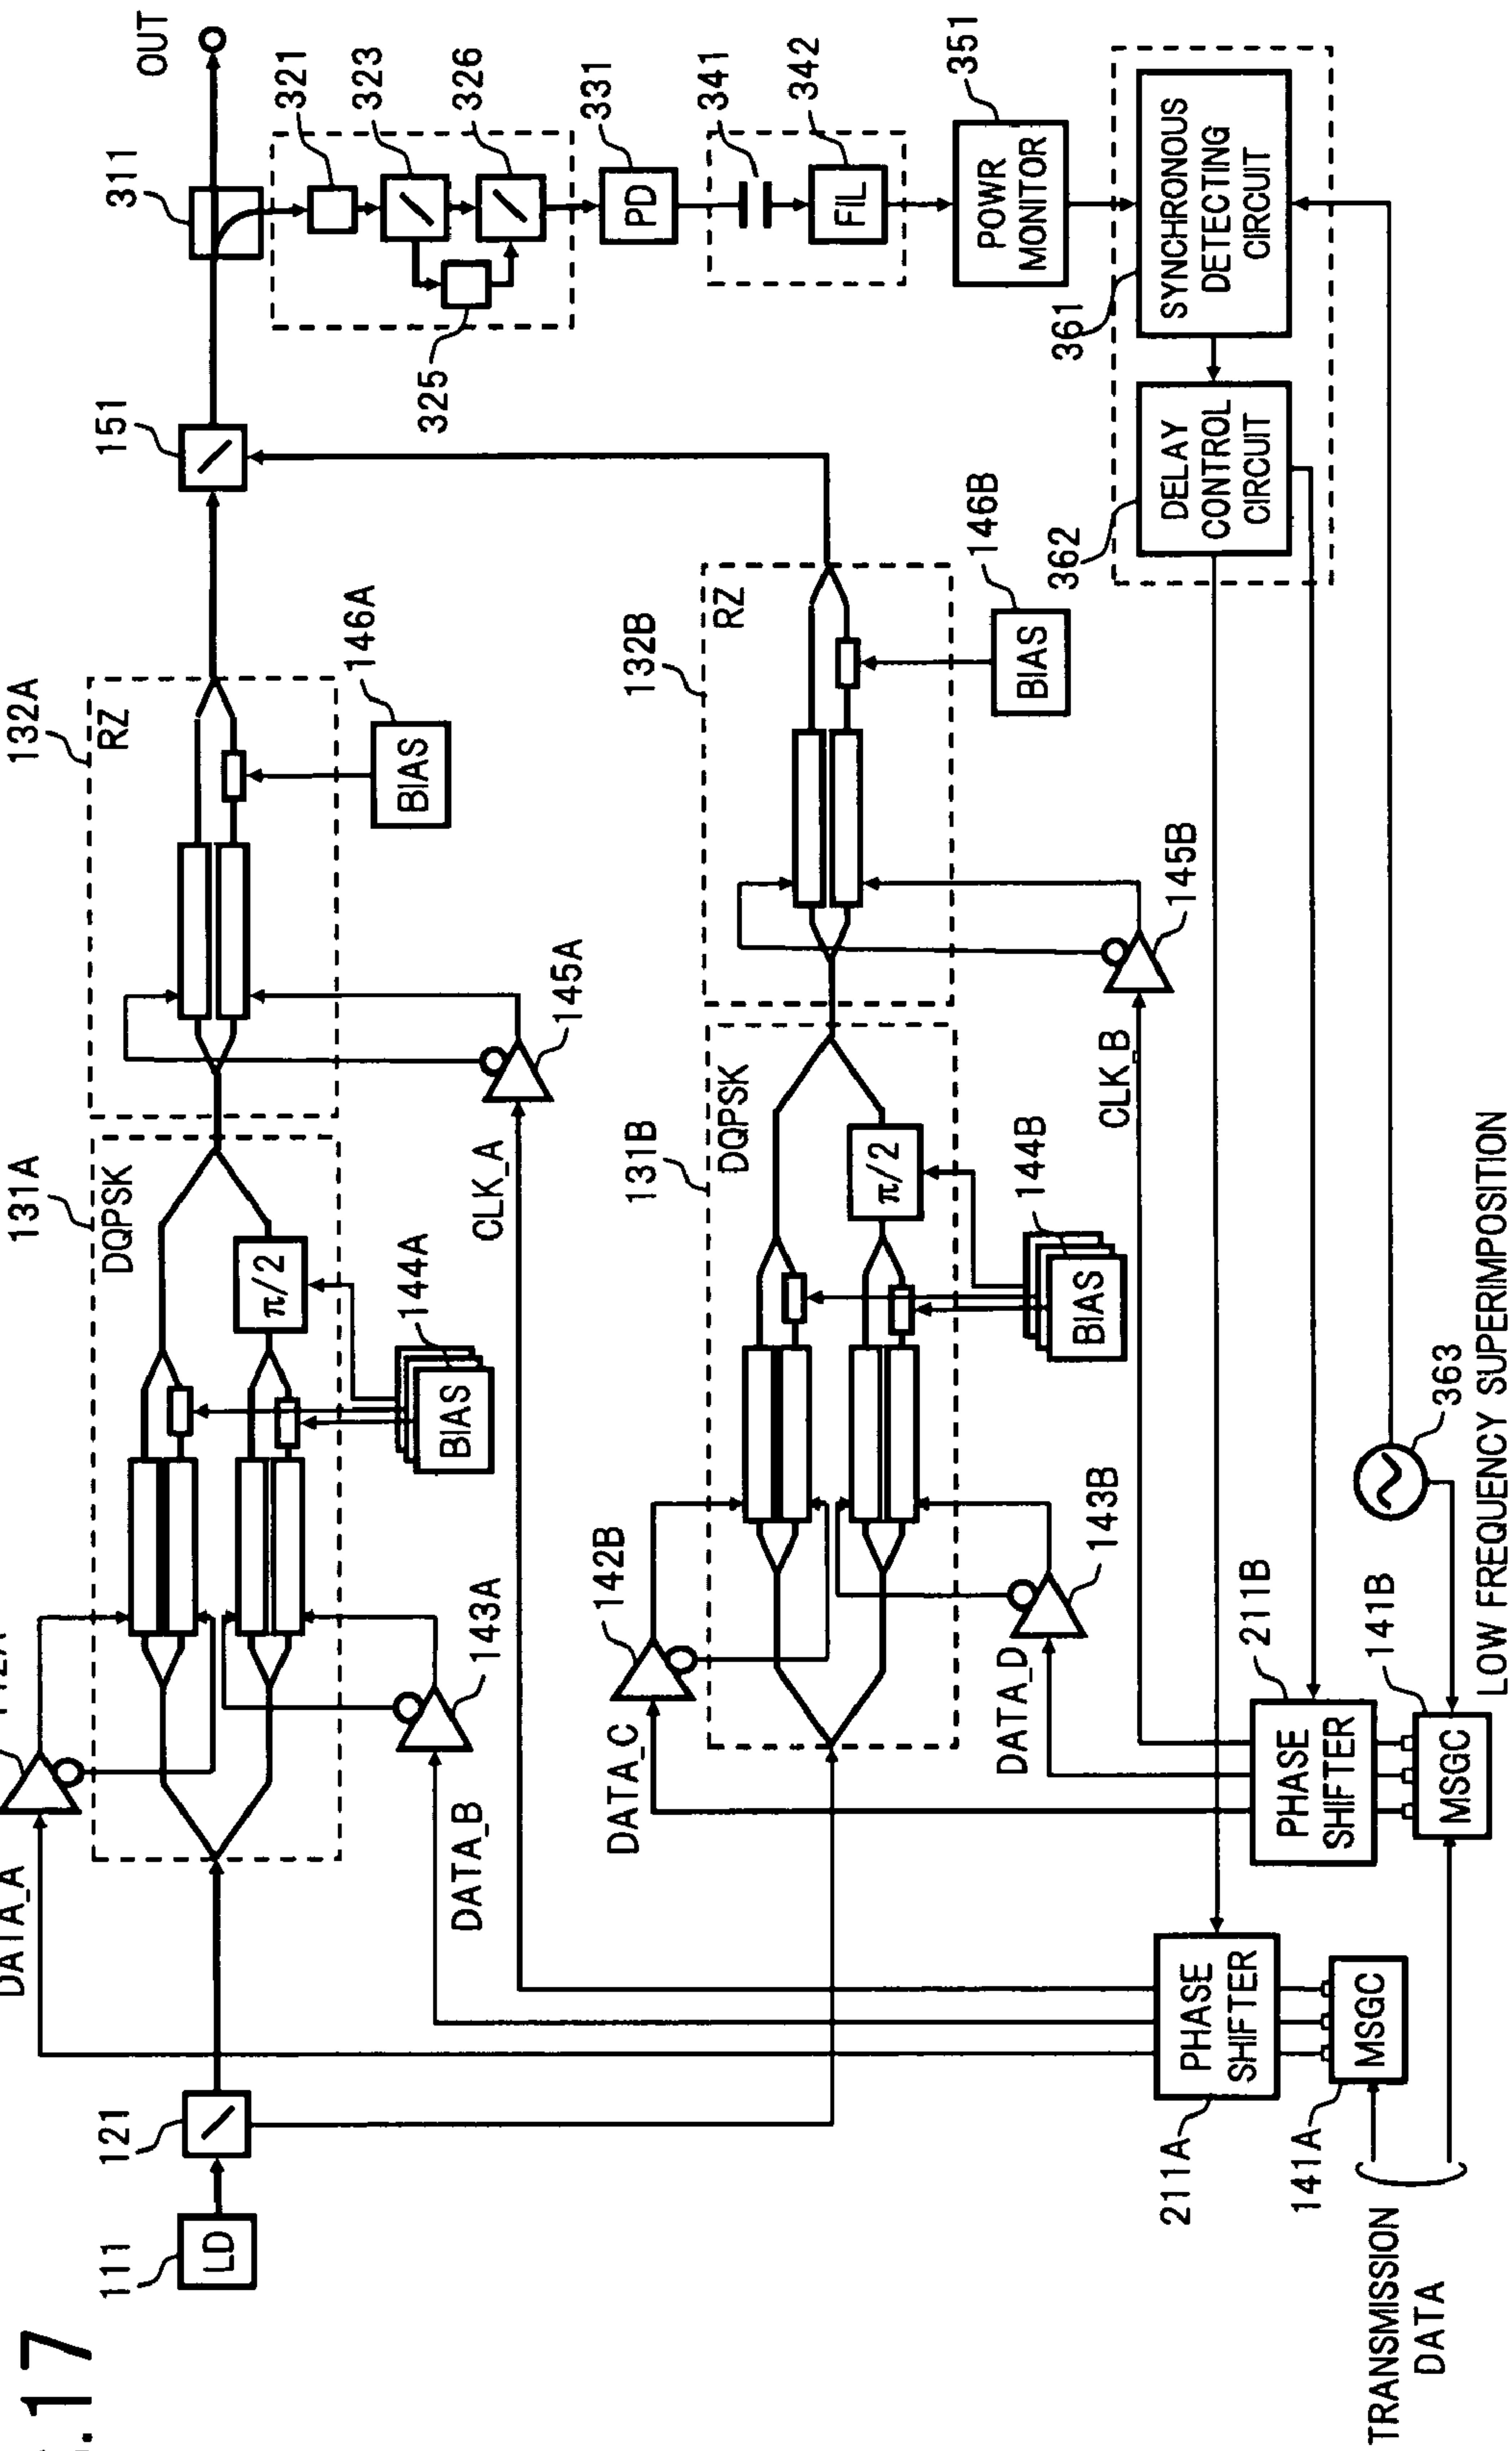 .17
111
LD
121
DATA_A
131A
DQPSK
π/2
144A
BIAS
143A
DATA_B
132A
RZ
146A
BIAS
145A
CLK_A
151
311
OUT
321
323
326
325
331
PD
341
342
FIL
351
POWR
MONITOR
361
SYNCHRONOUS
DETECTING
CIRCUIT
362
DELAY
CONTROL
CIRCUIT
142B
DATA_C
131B
DQPSK
π/2
144B
BIAS
143B
DATA_D
132B
RZ
146B
BIAS
145B
CLK_B
211A
PHASE
SHIFTER
141A
MSGC
211B
PHASE
SHIFTER
141B
MSGC
363
LOW FREQUENCY SUPERIMPOSITION
TRANSMISSION
DATA